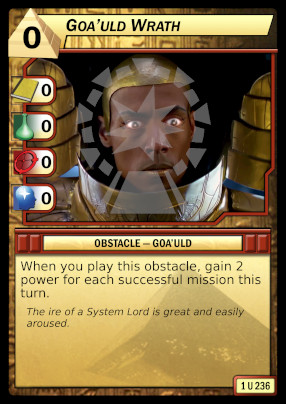 0
GOA'ULD WRATH
0
0
0
0
OBSTACLE — GOA'ULD
When you play this obstacle, gain 2
power for each successful mission this
turn.
The ire of a System Lord is great and easily
aroused.
1 U 236